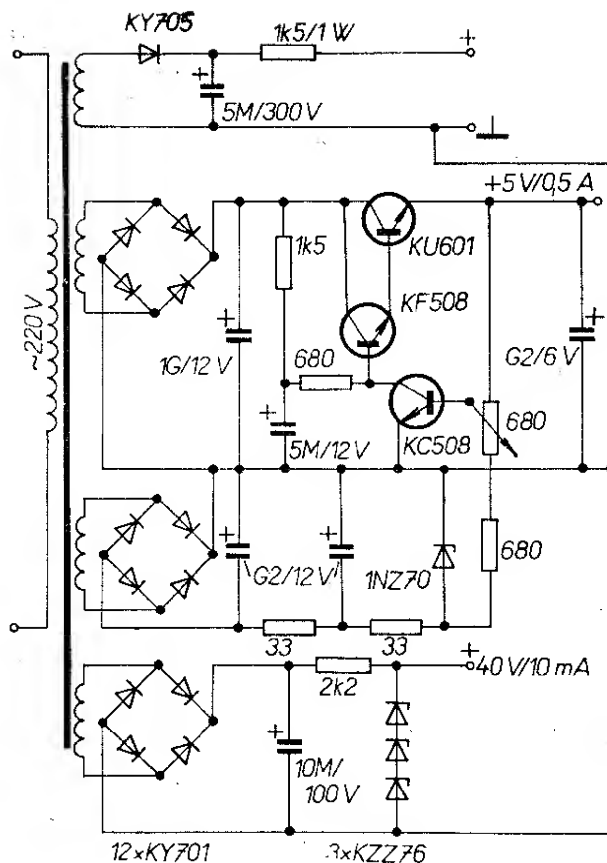 KY705
1k5/1 W
+
+
5M/300 V
+5 V/0,5 A
KU601
1k5
KF508
+
+
~220 V
1G/12 V
680
G2/6 V
+
680
5M/12 V
KC508
+
+
G2/12 V
1NZ70
680
33
33
+
40 V/10 mA
2k2
+
10M/
100 V
12×KY701
3×KZZ76